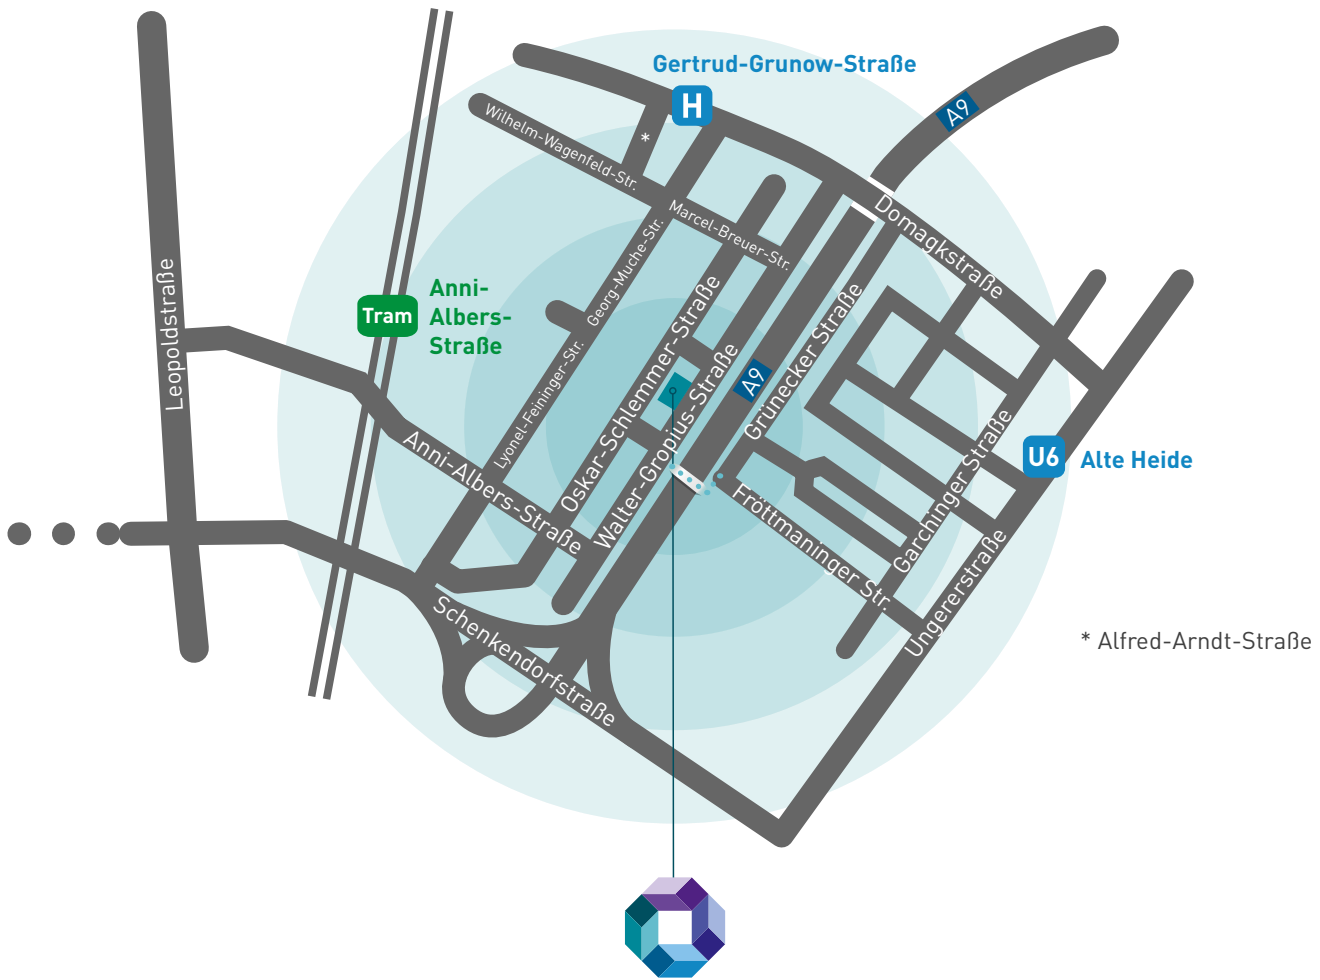 Gertrud-Grunow-Straße
H
A9
Wilhelm-Wagenfeld-Str.
*
Marcel-Breuer-Str.
Domagkstraße
Georg-Muche-Str.
Leopoldstraße
Tram
Anni-
Albers-
Straße
Lyonel-Feininger-Str.
Oskar-Schlemmer-Straße
Walter-Gropius-Straße
A9
Grünecker Straße
Anni-Albers-Straße
Garchinger Straße
U6
Alte Heide
Fröttmaninger Str.
Ungererstraße
Schenkendorfstraße
* Alfred-Arndt-Straße